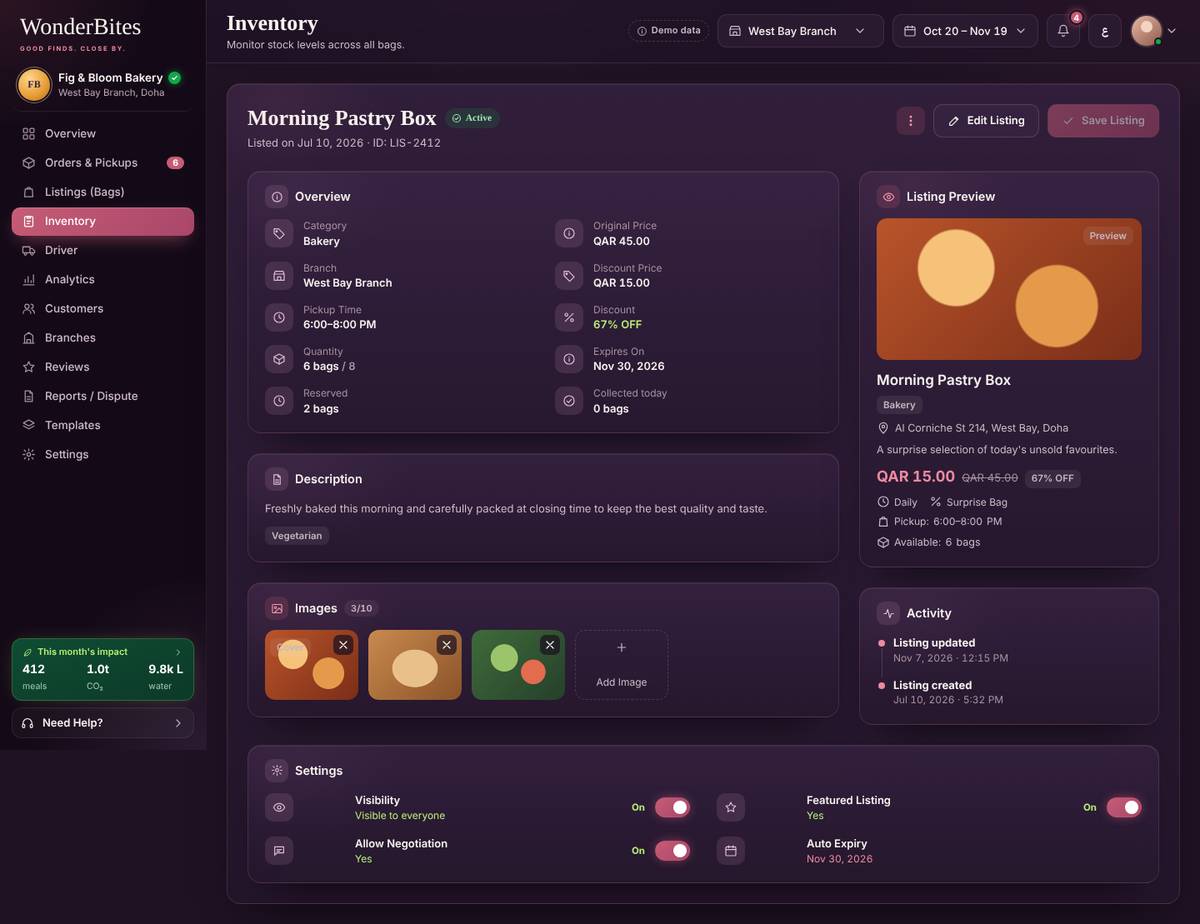 WonderBites
GOOD FINDS. CLOSE BY.
FB
Fig & Bloom Bakery
West Bay Branch, Doha
Overview
Orders & Pickups 6
Listings (Bags)
Inventory
Driver
Analytics
Customers
Branches
Reviews
Reports / Dispute
Templates
Settings
This month's impact
412 1.0t 9.8k L
meals CO₂ water
Need Help?
Inventory
Monitor stock levels across all bags.
Demo data
West Bay Branch
Oct 20 – Nov 19
4
ع
Morning Pastry Box Active
Listed on Jul 10, 2026 · ID: LIS-2412
Edit Listing
Save Listing
Overview
Category
Bakery
Original Price
QAR 45.00
Branch
West Bay Branch
Discount Price
QAR 15.00
Pickup Time
6:00–8:00 PM
Discount
67% OFF
Quantity
6 bags / 8
Expires On
Nov 30, 2026
Reserved
2 bags
Collected today
0 bags
Description
Freshly baked this morning and carefully packed at closing time to keep the best quality and taste.
Vegetarian
Images 3/10
Cover
+
Add Image
Listing Preview
Preview
Morning Pastry Box
Bakery
Al Corniche St 214, West Bay, Doha
A surprise selection of today's unsold favourites.
QAR 15.00 QAR 45.00 67% OFF
Daily Surprise Bag
Pickup: 6:00–8:00 PM
Available: 6 bags
Activity
Listing updated
Nov 7, 2026 · 12:15 PM
Listing created
Jul 10, 2026 · 5:32 PM
Settings
Visibility
Visible to everyone
On
Featured Listing
Yes
On
Allow Negotiation
Yes
On
Auto Expiry
Nov 30, 2026